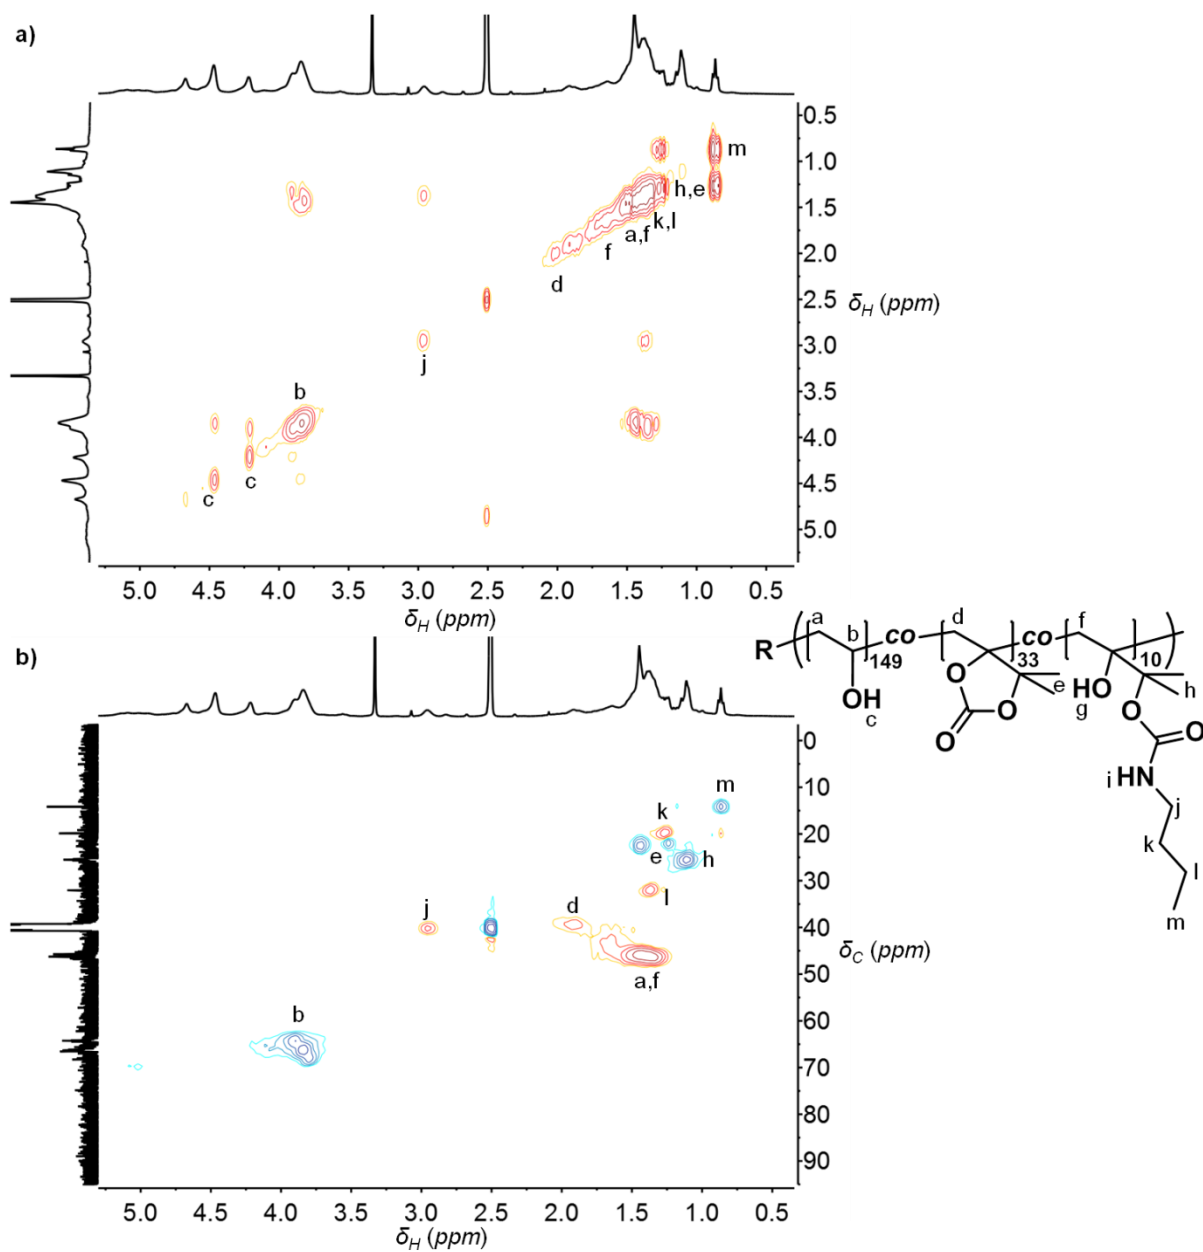 a)
0.5
1.0
1.5
2.0
2.5
3.0
3.5
4.0
4.5
5.0
δH (ppm)
m
h,e
k,l
a,f
f
d
j
b
c
c
5.0 4.5 4.0 3.5 3.0 2.5 2.0 1.5 1.0
δH (ppm)
b)
0
10
20
30
40
50
60
70
80
90
δC (ppm)
m
k
e
h
l
j
d
a,f
b
5.0 4.5 4.0 3.5 3.0 2.5 2.0 1.5 1.0 0.5
δH (ppm)
a b d f
R co co
149 33 10
O O e HO h
OH g
c O O O O
i HN
j
k
l
m